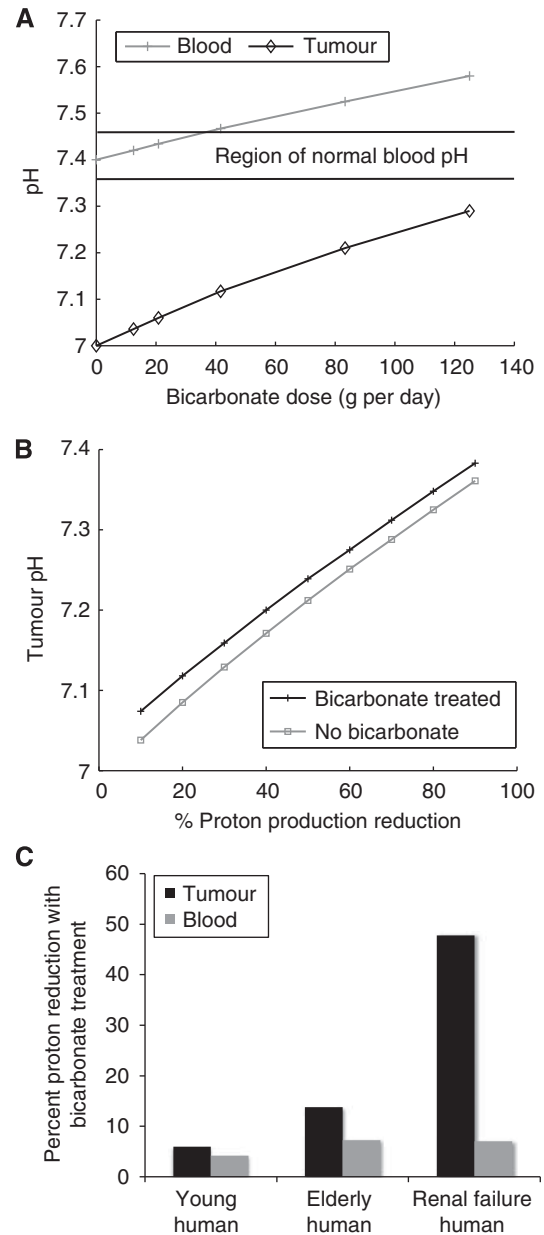 A
7.7
7.6
7.5
7.4
7.3
7.2
7.1
7
pH
Blood
Tumour
Region of normal blood pH
0
20
40
60
80
100
120
140
Bicarbonate dose (g per day)
B
7.4
7.3
7.2
7.1
7
Tumour pH
Bicarbonate treated
No bicarbonate
0
20
40
60
80
100
% Proton production reduction
C
60
50
40
30
20
10
0
Percent proton reduction with
bicarbonate treatment
Tumour
Blood
Young
human
Elderly
human
Renal failure
human